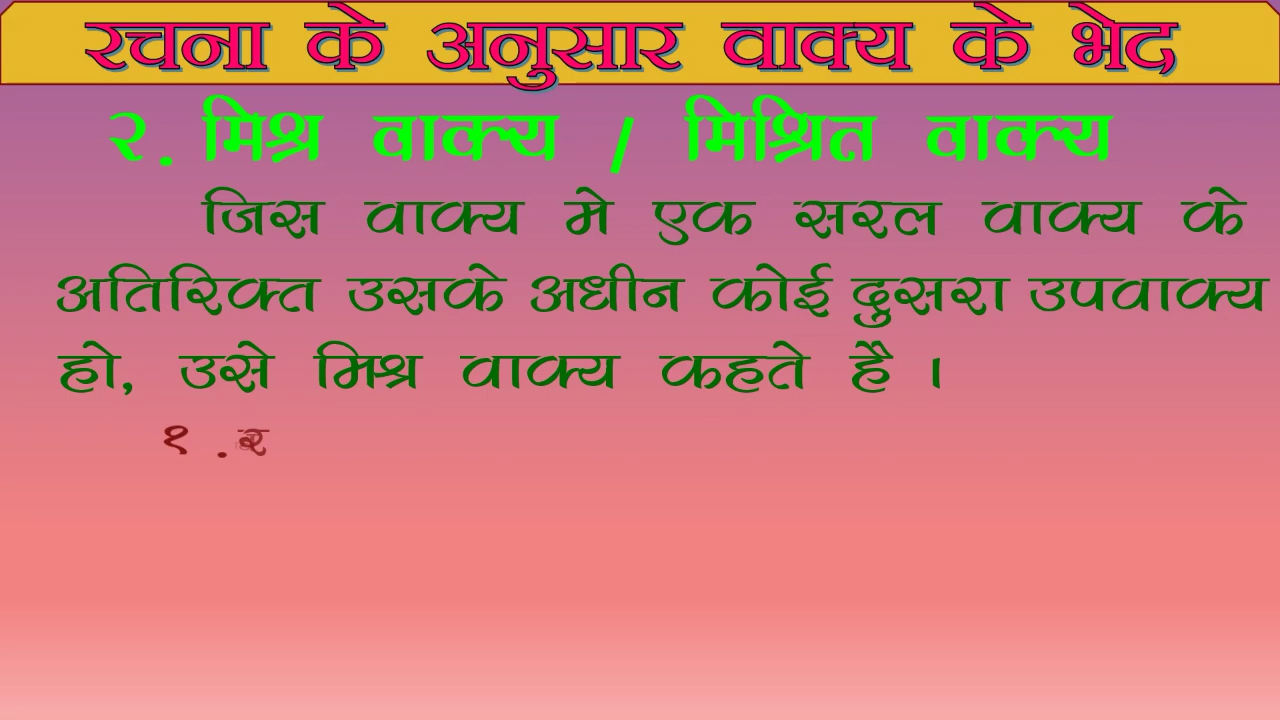 रचना के अनुसार वाक्य के भेद
२. मिश्र वाक्य / मिश्रित वाक्य
जिस वाक्य मे एक सरल वाक्य के
अतिरिक्त उसके अधीन कोई दुसरा उपवाक्य
हो, उसे मिश्र वाक्य कहते है ।
१ .र